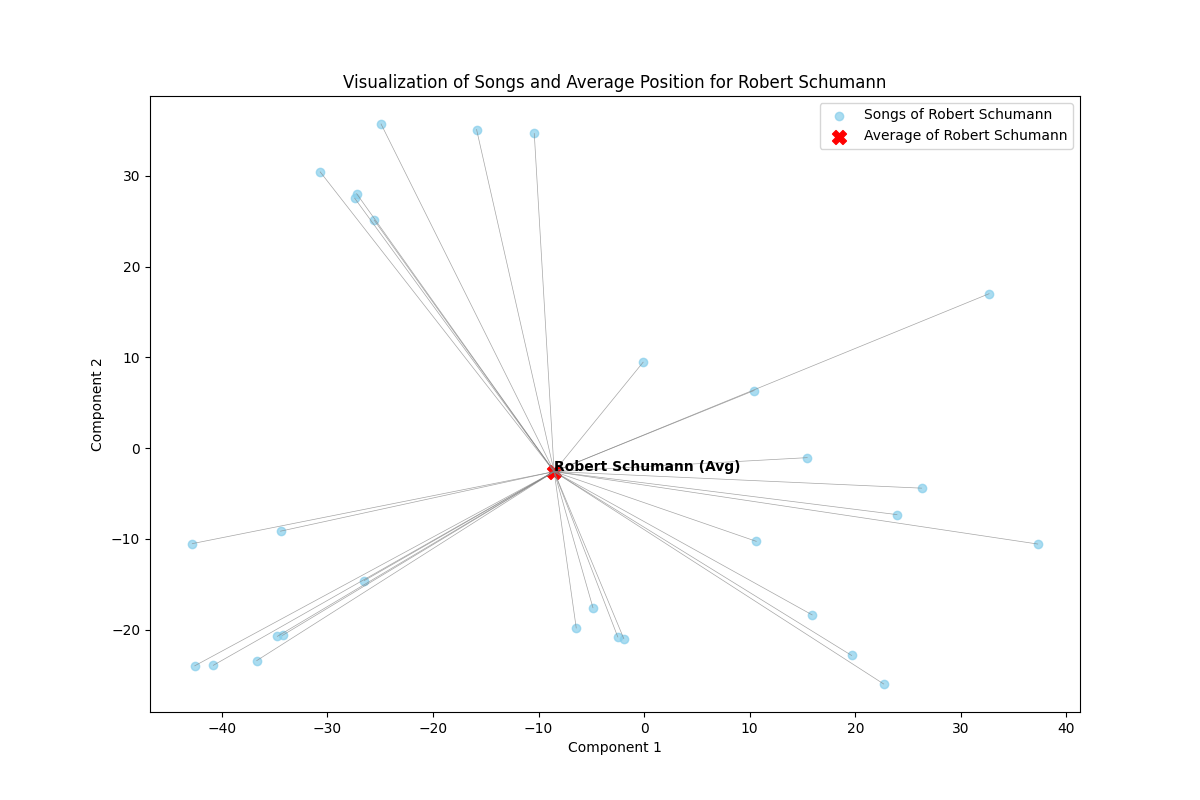 Visualization of Songs and Average Position for Robert Schumann
Songs of Robert Schumann
Average of Robert Schumann
30
20
10
0
−10
−20
Component 2
Robert Schumann (Avg)
−40 −30 −20 −10 0 10 20 30 40
Component 1